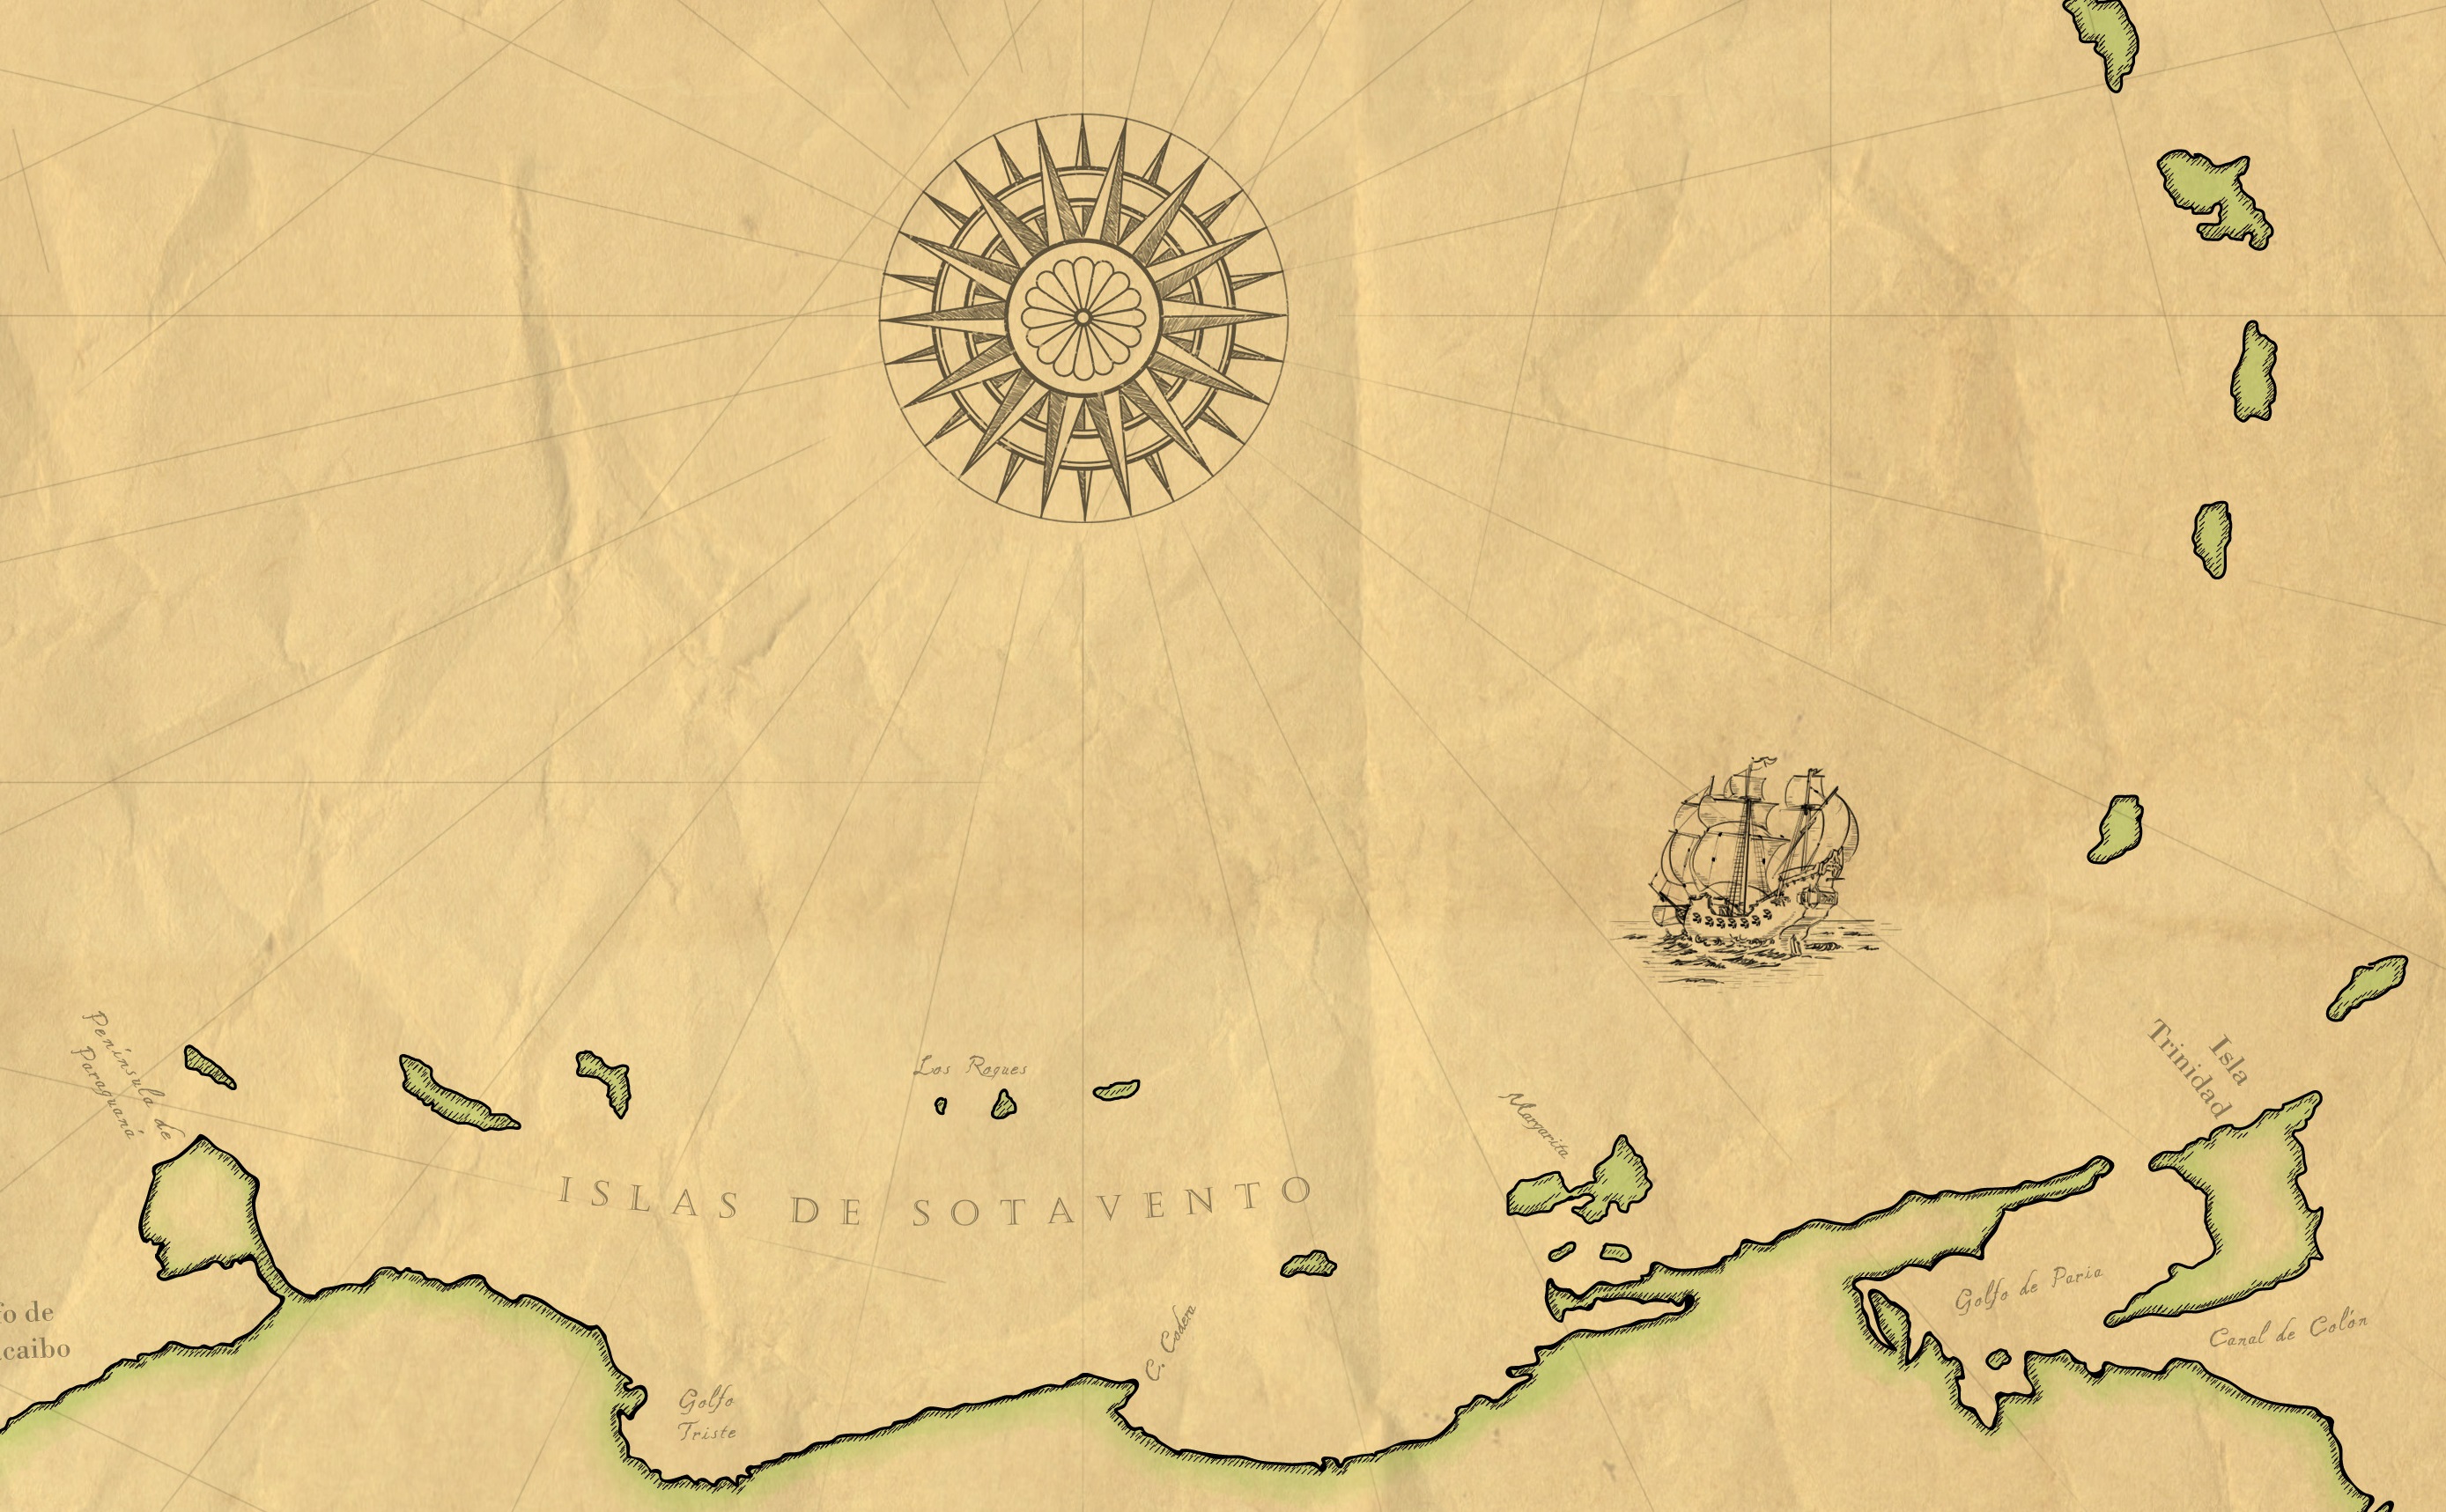 Los Roques
Península de
Paraguaná
Isla
Trinidad
Margarita
ISLAS DE SOTAVENTO
Golfo de Paria
fo de
caibo
C. Codera
Canal de Colón
Golfo
Triste